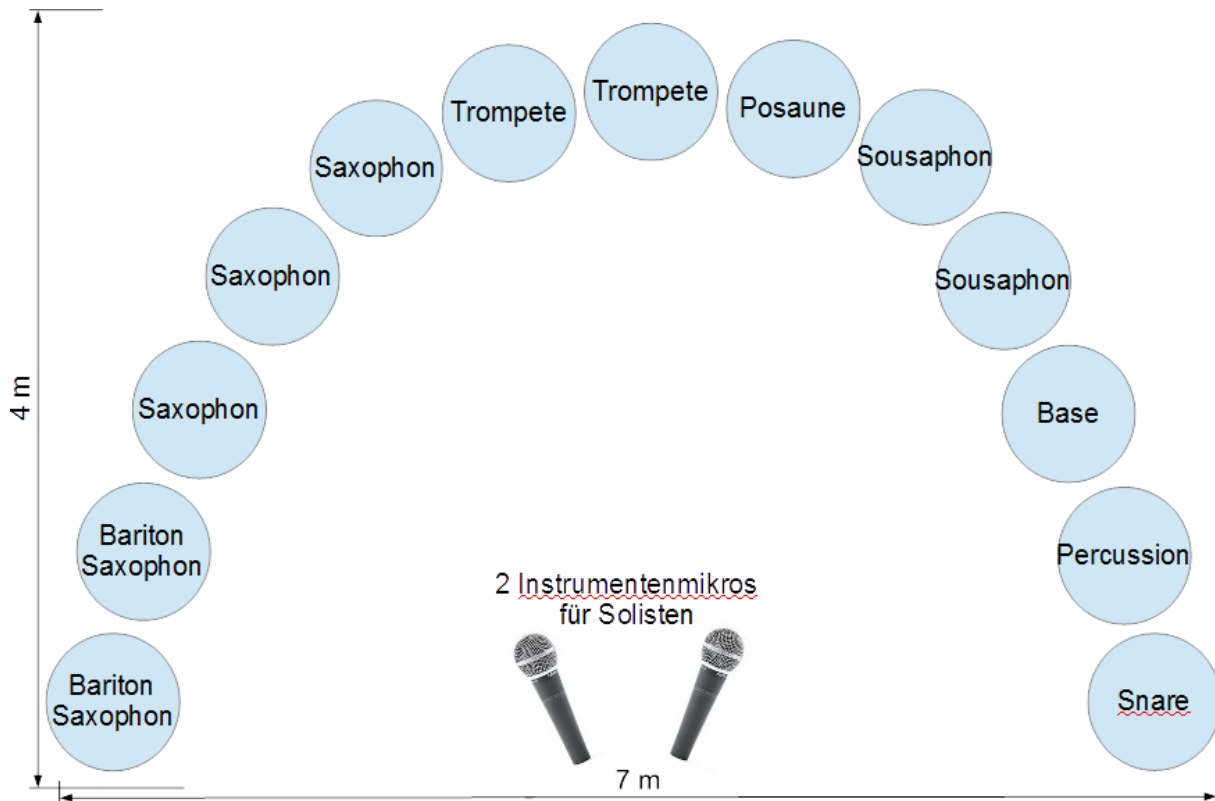 Trompete
Trompete
Posaune
Saxophon
Sousaphon
Saxophon
Sousaphon
Saxophon
Base
4 m
Bariton
Saxophon
Percussion
2 Instrumentenmikros
für Solisten
Bariton
Saxophon
Snare
7 m